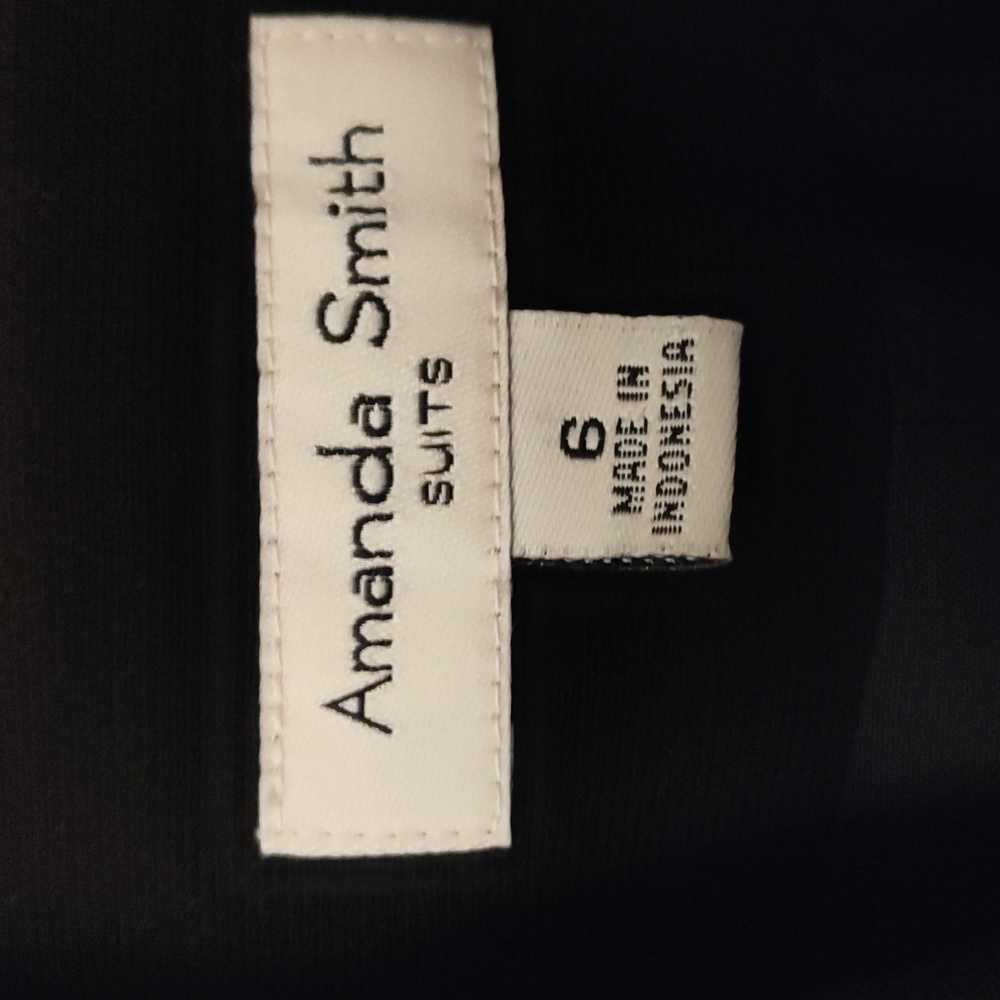 Amanda Smith
SUITS
6
MADE IN
INDONESIA